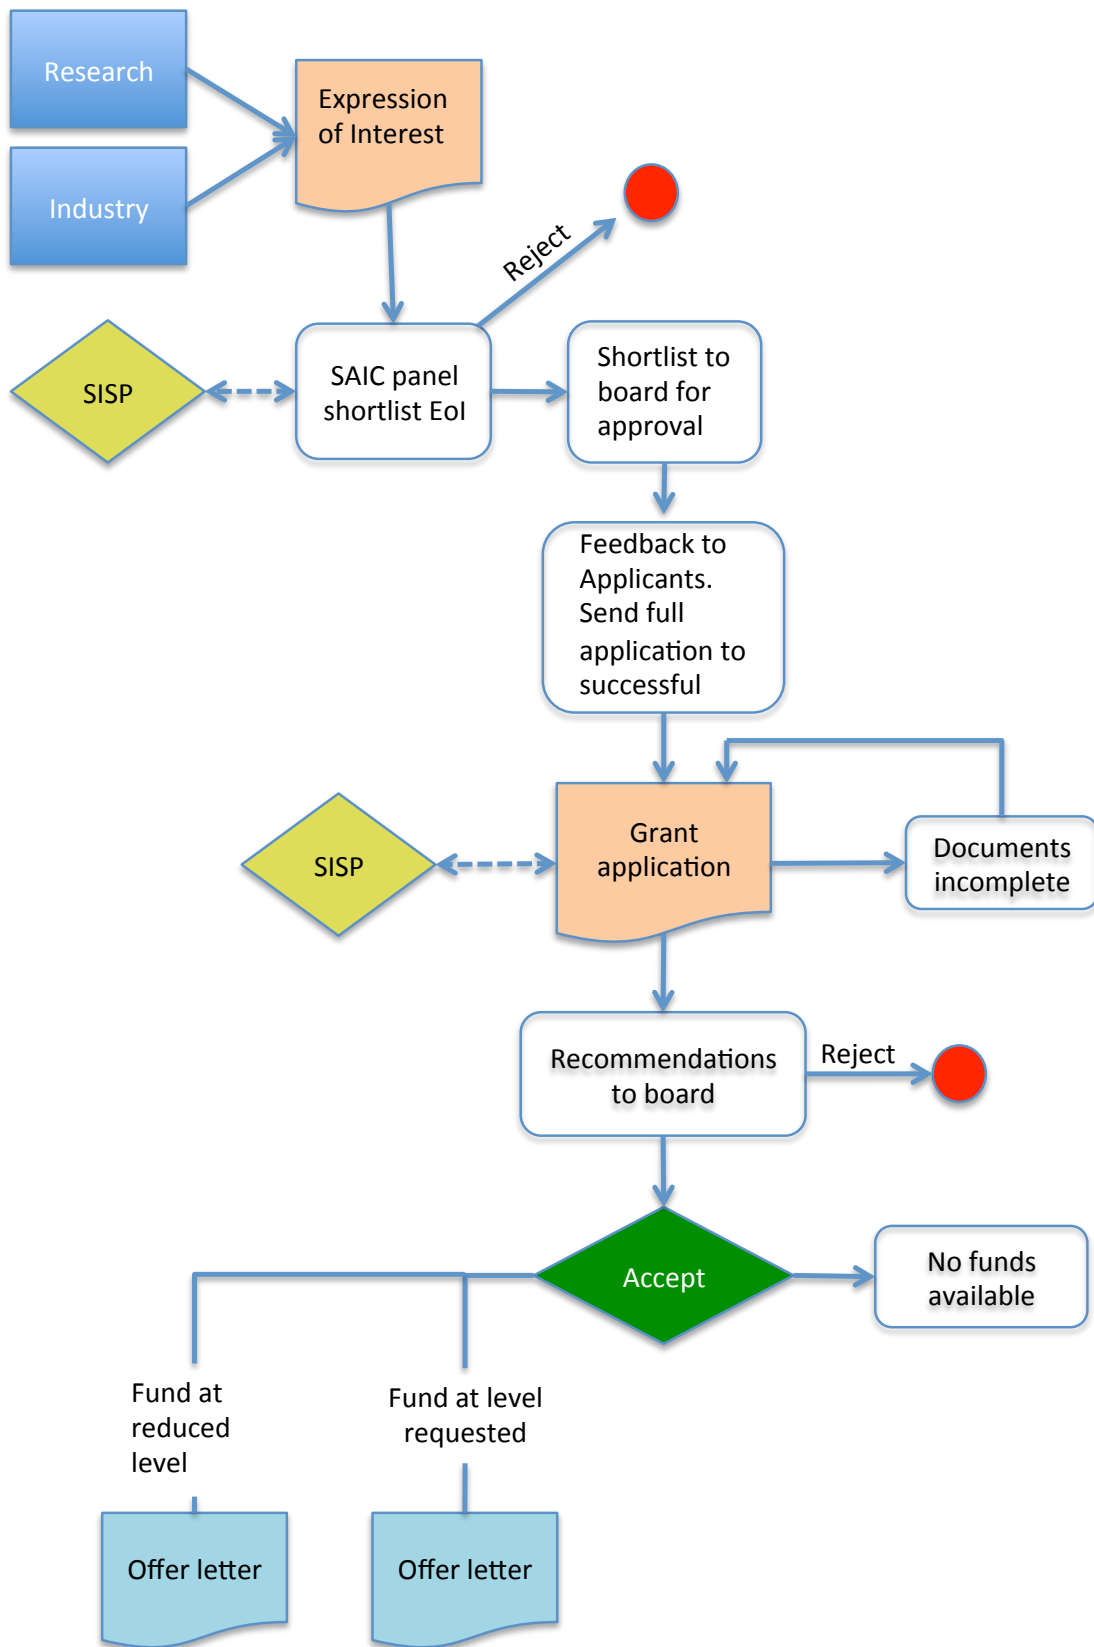 Research
Expression
of Interest
Industry
Reject
SISP
SAIC panel
shortlist EoI
Shortlist to
board for
approval
Feedback to
Applicants.
Send full
application to
successful
SISP
Grant
application
Documents
incomplete
Recommendations
to board
Reject
Accept
No funds
available
Fund at
reduced
level
Fund at level
requested
Offer letter
Offer letter